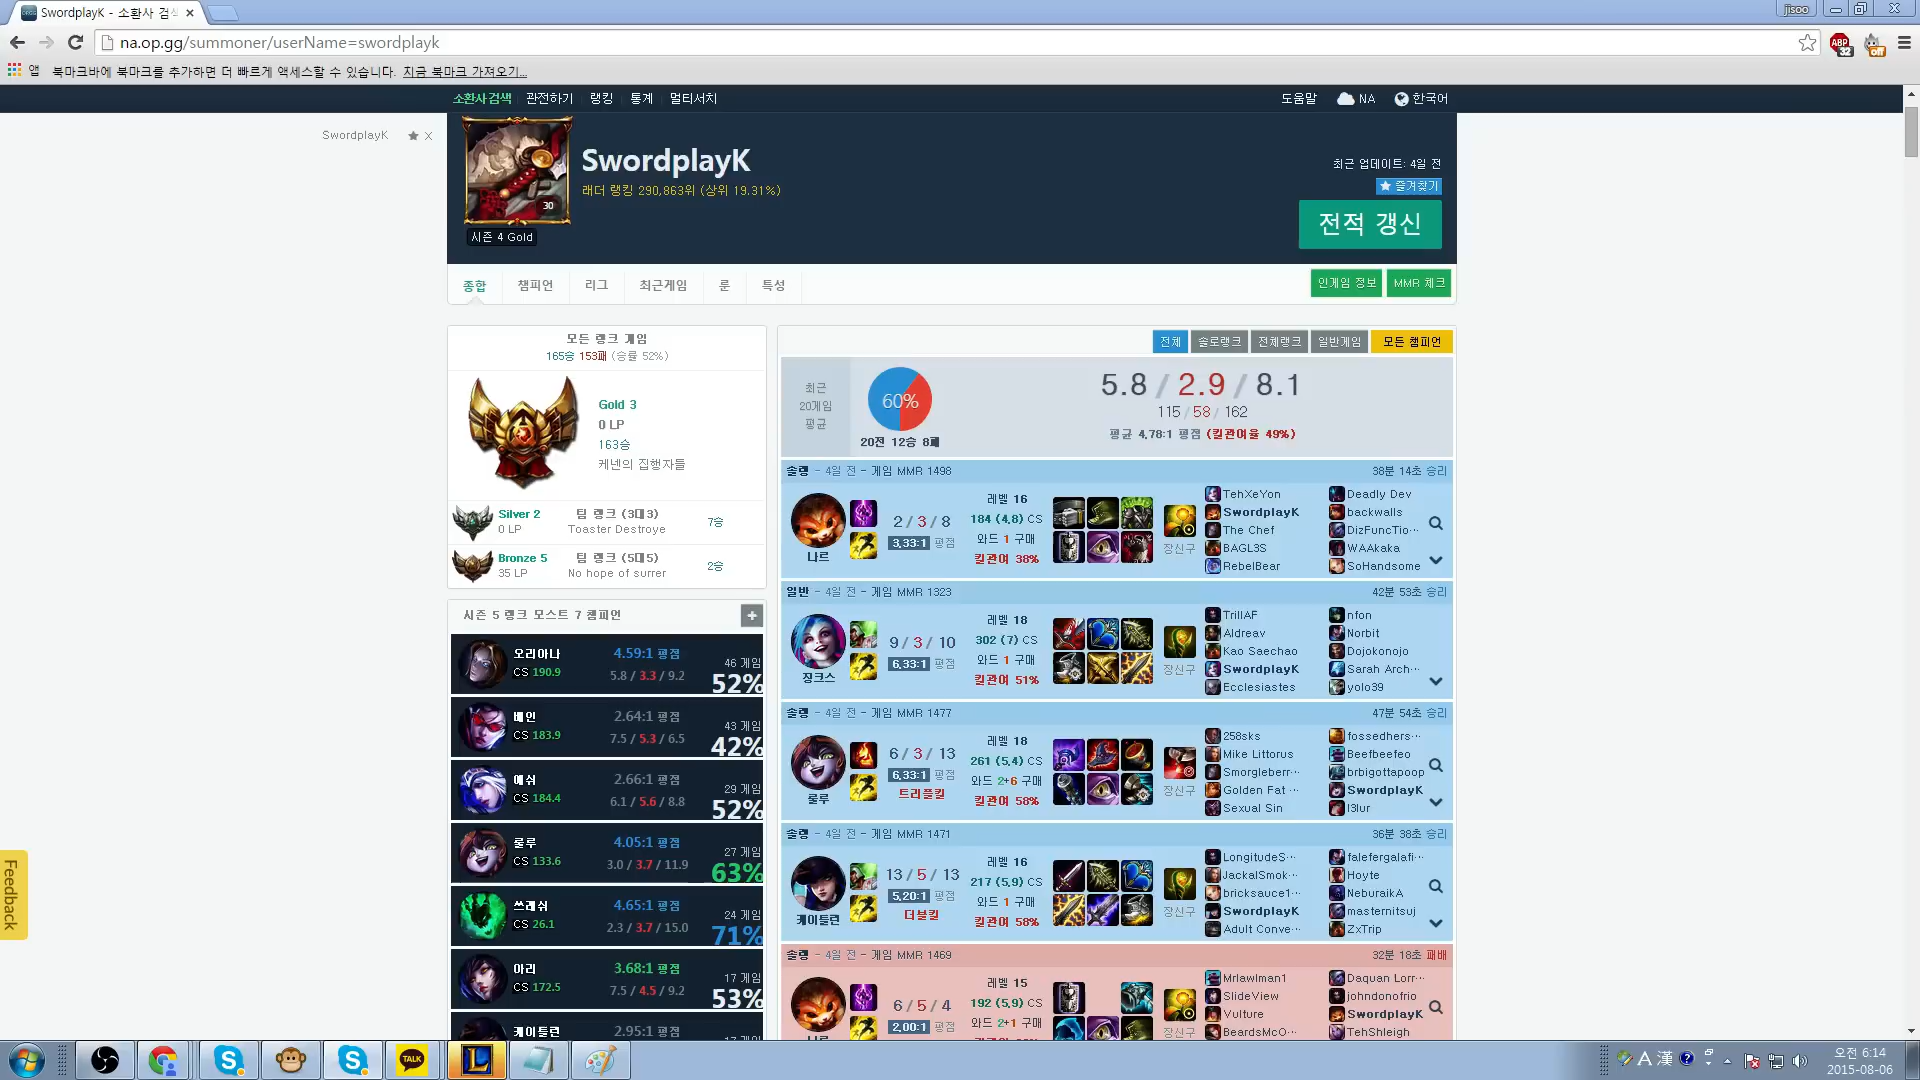 SwordplayK - 소환사 검색
jisoo
na.op.gg/summoner/userName=swordplayk
앱 북마크바에 북마크를 추가하면 더 빠르게 액세스할 수 있습니다. 지금 북마크 가져오기...
소환사 검색 관전하기 랭킹 통계 멀티서치 도움말 NA 한국어
SwordplayK
SwordplayK
래더 랭킹 290,863위 (상위 19.31%)
30
시즌 4 Gold
최근 업데이트: 4일 전
즐겨찾기
전적 갱신
종합 챔피언 리그 최근게임 룬 특성 인게임 정보 MMR 체크
모든 랭크 게임
165승 153패 (승률 52%)
Gold 3
0 LP
163승
케넨의 집행자들
Silver 2 팀 랭크 (3대3) 7승
0 LP Toaster Destroye
Bronze 5 팀 랭크 (5대5) 2승
35 LP No hope of surrer
시즌 5 랭크 모스트 7 챔피언
오리아나 4.59:1 평점 46 게임
CS 190.9 5.8 / 3.3 / 9.2 52%
베인 2.64:1 평점 43 게임
CS 183.9 7.5 / 5.3 / 6.5 42%
애쉬 2.66:1 평점 29 게임
CS 184.4 6.1 / 5.6 / 8.8 52%
룰루 4.05:1 평점 27 게임
CS 133.6 3.0 / 3.7 / 11.9 63%
쓰레쉬 4.65:1 평점 24 게임
CS 26.1 2.3 / 3.7 / 15.0 71%
아리 3.68:1 평점 17 게임
CS 172.5 7.5 / 4.5 / 9.2 53%
케이틀린 2.95:1 평점
전체 솔로랭크 전체랭크 일반게임 모든 챔피언
최근
20게임
평균
60%
20전 12승 8패
5.8 / 2.9 / 8.1
115 / 58 / 162
평균 4.78:1 평점 (킬관여율 49%)
솔랭 - 4일 전 - 게임 MMR 1498 38분 14초 승리
나르
2 / 3 / 8
3.33:1 평점
레벨 16
184 (4.8) CS
와드 1 구매
킬관여 38%
장신구
TehXeYon Deadly Dev
SwordplayK backwalls
The Chef DizFuncTio...
BAGL3S WAAkaka
RebelBear SoHandsome
일반 - 4일 전 - 게임 MMR 1323 42분 53초 승리
징크스
9 / 3 / 10
6.33:1 평점
레벨 18
302 (7) CS
와드 1 구매
킬관여 51%
장신구
TrillAF nfon
Aldreav Norbit
Kao Saechao Dojokonojo
SwordplayK Sarah Arch...
Ecclesiastes yolo39
솔랭 - 4일 전 - 게임 MMR 1477 47분 54초 승리
룰루
6 / 3 / 13
6.33:1 평점
트리플킬
레벨 18
261 (5.4) CS
와드 2+6 구매
킬관여 58%
장신구
258sks fossedhers...
Mike Littorus Beefbeefeo
Smorgleberr... brbigottapoop
Golden Fat ... SwordplayK
Sexual Sin l3lur
솔랭 - 4일 전 - 게임 MMR 1471 36분 38초 승리
케이틀린
13 / 5 / 13
5.20:1 평점
더블킬
레벨 16
217 (5.9) CS
와드 1 구매
킬관여 58%
장신구
LongitudeS... falefergalafi...
JackalSmok... Hoyte
bricksauce1... NeburaikA
SwordplayK masternitsuj
Adult Conve... ZxTrip
솔랭 - 4일 전 - 게임 MMR 1469 32분 18초 패배
6 / 5 / 4
2.00:1 평점
레벨 15
192 (5.9) CS
와드 2+1 구매
장신구
Mrlawlman1 Daquan Lorr...
SlideView johndonofrio
Vulture SwordplayK
BeardsMcO... TehShleigh
Feedback
TALK
A 漢
오전 6:14
2015-08-06